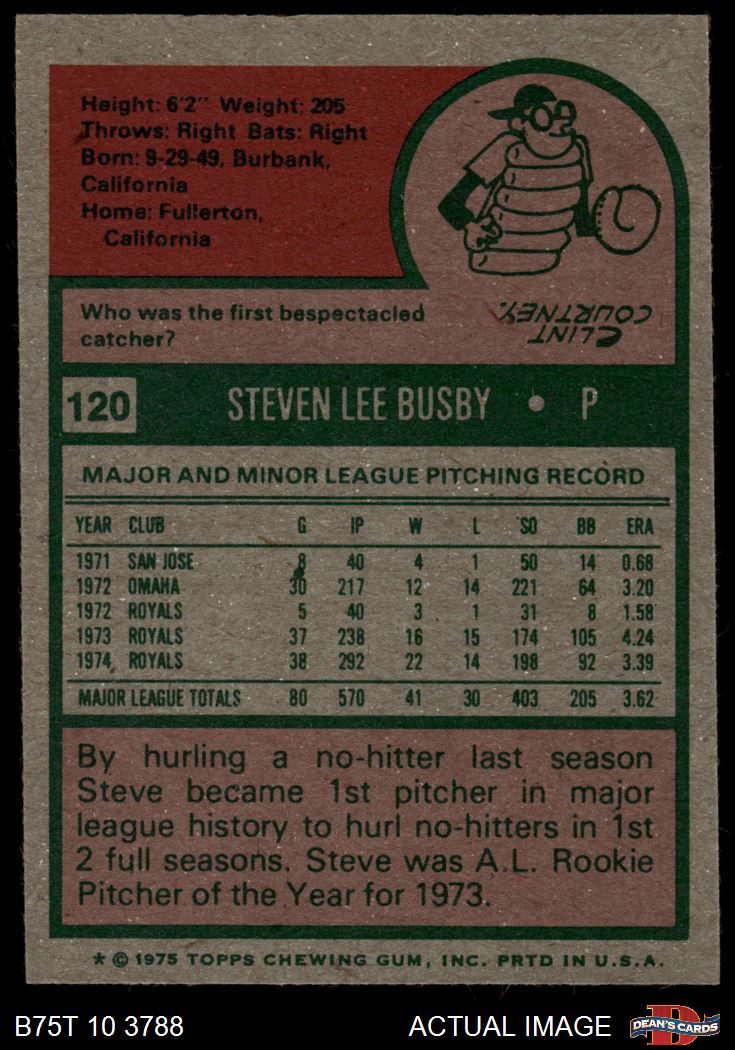 Height: 6'2" Weight: 205
Throws: Right Bats: Right
Born: 9-29-49, Burbank,
California
Home: Fullerton,
California
Who was the first bespectacled
catcher?
CLINT
COURTNEY.
120 STEVEN LEE BUSBY • P
MAJOR AND MINOR LEAGUE PITCHING RECORD
YEAR CLUB G IP W L SO BB ERA
1971 SAN JOSE 8 40 4 1 50 14 0.68
1972 OMAHA 30 217 12 14 221 64 3.20
1972 ROYALS 5 40 3 1 31 8 1.58
1973 ROYALS 37 238 16 15 174 105 4.24
1974 ROYALS 38 292 22 14 198 92 3.39
MAJOR LEAGUE TOTALS 80 570 41 30 403 205 3.62
By hurling a no-hitter last season
Steve became 1st pitcher in major
league history to hurl no-hitters in 1st
2 full seasons. Steve was A.L. Rookie
Pitcher of the Year for 1973.
* © 1975 TOPPS CHEWING GUM, INC. PRTD IN U.S.A.
B75T 10 3788 ACTUAL IMAGE D DEAN'S CARDS